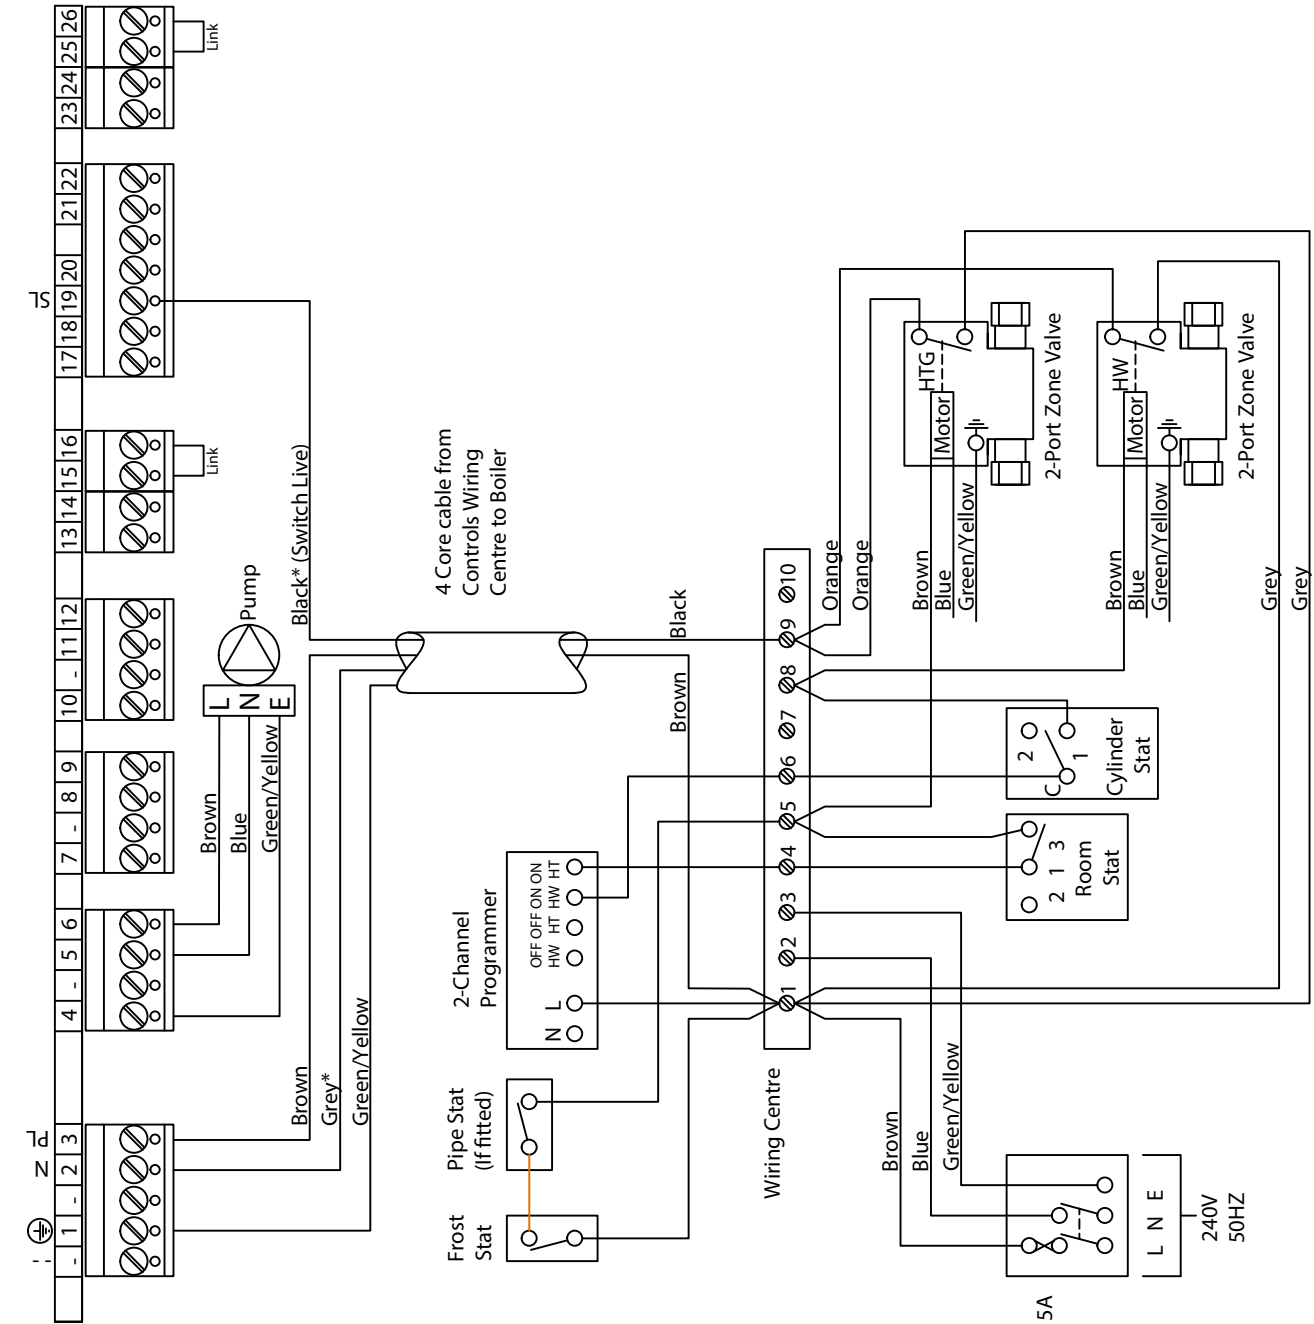 26
25
24
23
22
21
20
19
18
17
16
15
14
13
12
11
-
10
9
8
-
7
6
5
-
4
3
2
-
1
-
SL
PL
N
- -
Link
Link
Pump
L
N
E
Brown
Blue
Green/Yellow
Black* (Switch Live)
Brown
Grey*
Green/Yellow
4 Core cable from
Controls Wiring
Centre to Boiler
Black
Brown
2-Channel
Programmer
N L
HW HT HW HT
OFF OFF ON ON
Pipe Stat
(If fitted)
Frost
Stat
Wiring Centre
1 2 3 4 5 6 7 8 9 10
Orange
Orange
Brown
Blue
Green/Yellow
Brown
Blue
Green/Yellow
Grey
Grey
HTG
Motor
2-Port Zone Valve
HW
Motor
2-Port Zone Valve
C
1
2
Cylinder
Stat
2 1 3
Room
Stat
Brown
Blue
Green/Yellow
5A
L N E
240V
50HZ